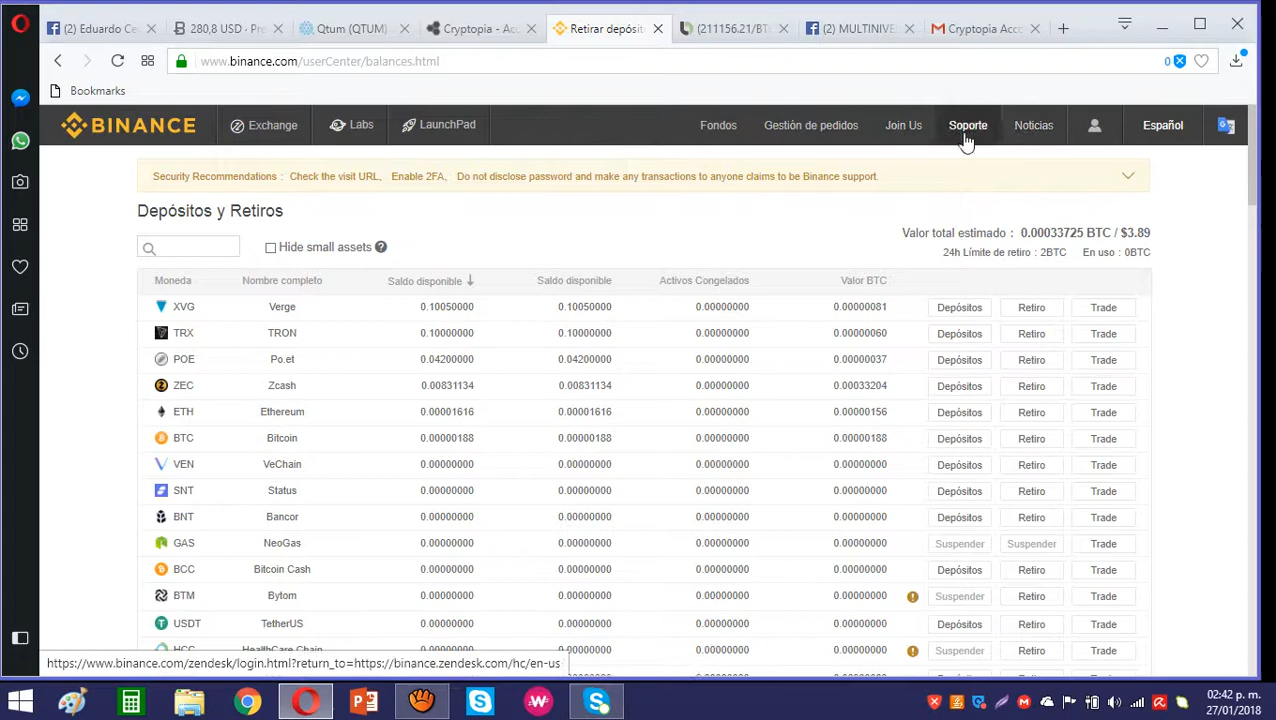 (2) Eduardo Ce 280,8 USD- Pre Qtum (QTUM) Cryptopia - Acc Retirar depósit (211156.21/BT (2) MULTINIVE Cryptopia Acc
www.binance.com/userCenter/balances.html 0
Bookmarks
BINANCE Exchange Labs LaunchPad Fondos Gestión de pedidos Join Us Soporte Noticias Español
Security Recommendations : Check the visit URL、 Enable 2FA、 Do not disclose password and make any transactions to anyone claims to be Binance support.
Depósitos y Retiros
Valor total estimado : 0.00033725 BTC / $3.89
Hide small assets ?
24h Límite de retiro : 2BTC En uso : 0BTC
Moneda Nombre completo Saldo disponible ↓ Saldo disponible Activos Congelados Valor BTC
XVG Verge 0.10050000 0.10050000 0.00000000 0.00000081 Depósitos Retiro Trade
TRX TRON 0.10000000 0.10000000 0.00000000 0.00000060 Depósitos Retiro Trade
POE Po.et 0.04200000 0.04200000 0.00000000 0.00000037 Depósitos Retiro Trade
ZEC Zcash 0.00831134 0.00831134 0.00000000 0.00033204 Depósitos Retiro Trade
ETH Ethereum 0.00001616 0.00001616 0.00000000 0.00000156 Depósitos Retiro Trade
BTC Bitcoin 0.00000188 0.00000188 0.00000000 0.00000188 Depósitos Retiro Trade
VEN VeChain 0.00000000 0.00000000 0.00000000 0.00000000 Depósitos Retiro Trade
SNT Status 0.00000000 0.00000000 0.00000000 0.00000000 Depósitos Retiro Trade
BNT Bancor 0.00000000 0.00000000 0.00000000 0.00000000 Depósitos Retiro Trade
GAS NeoGas 0.00000000 0.00000000 0.00000000 0.00000000 Suspender Suspender Trade
BCC Bitcoin Cash 0.00000000 0.00000000 0.00000000 0.00000000 Depósitos Retiro Trade
BTM Bytom 0.00000000 0.00000000 0.00000000 0.00000000 Suspender Retiro Trade
USDT TetherUS 0.00000000 0.00000000 0.00000000 0.00000000 Depósitos Retiro Trade
HCC HealthCare Chain 0.00000000 0.00000000 0.00000000 0.00000000 Suspender Retiro Trade
https://www.binance.com/zendesk/login.html?return_to=https://binance.zendesk.com/hc/en-us
02:42 p. m.
27/01/2018